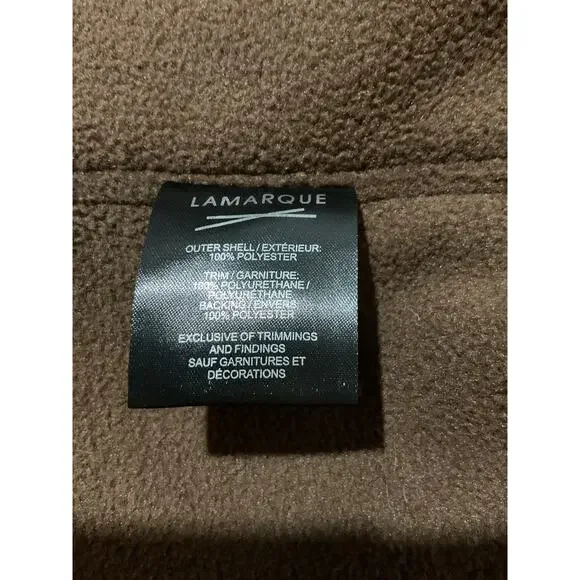 LAMARQUE
OUTER SHELL / EXTÉRIEUR:
100% POLYESTER
TRIM / GARNITURE:
100% POLYURETHANE /
POLYURÉTHANE
BACKING / ENVERS:
100% POLYESTER
EXCLUSIVE OF TRIMMINGS
AND FINDINGS
SAUF GARNITURES ET
DÉCORATIONS